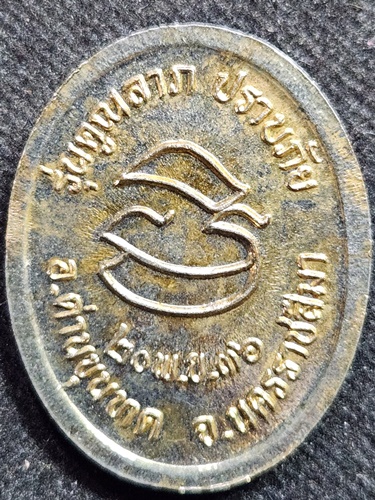 รุ่นคูณลาภ ปราบภัย
๒๐ พ.ย. ๓๖
อ.ด่านขุนทด จ.นครราชสีมา